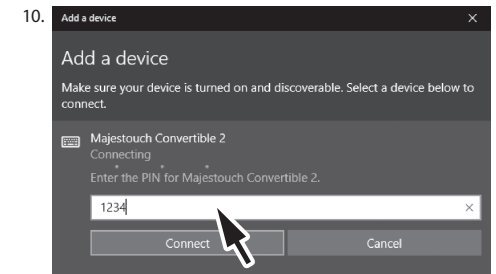 10.
Add a device
Add a device
Make sure your device is turned on and discoverable. Select a device below to
connect.
Majestouch Convertible 2
Connecting
Enter the PIN for Majestouch Convertible 2.
1234
Connect
Cancel